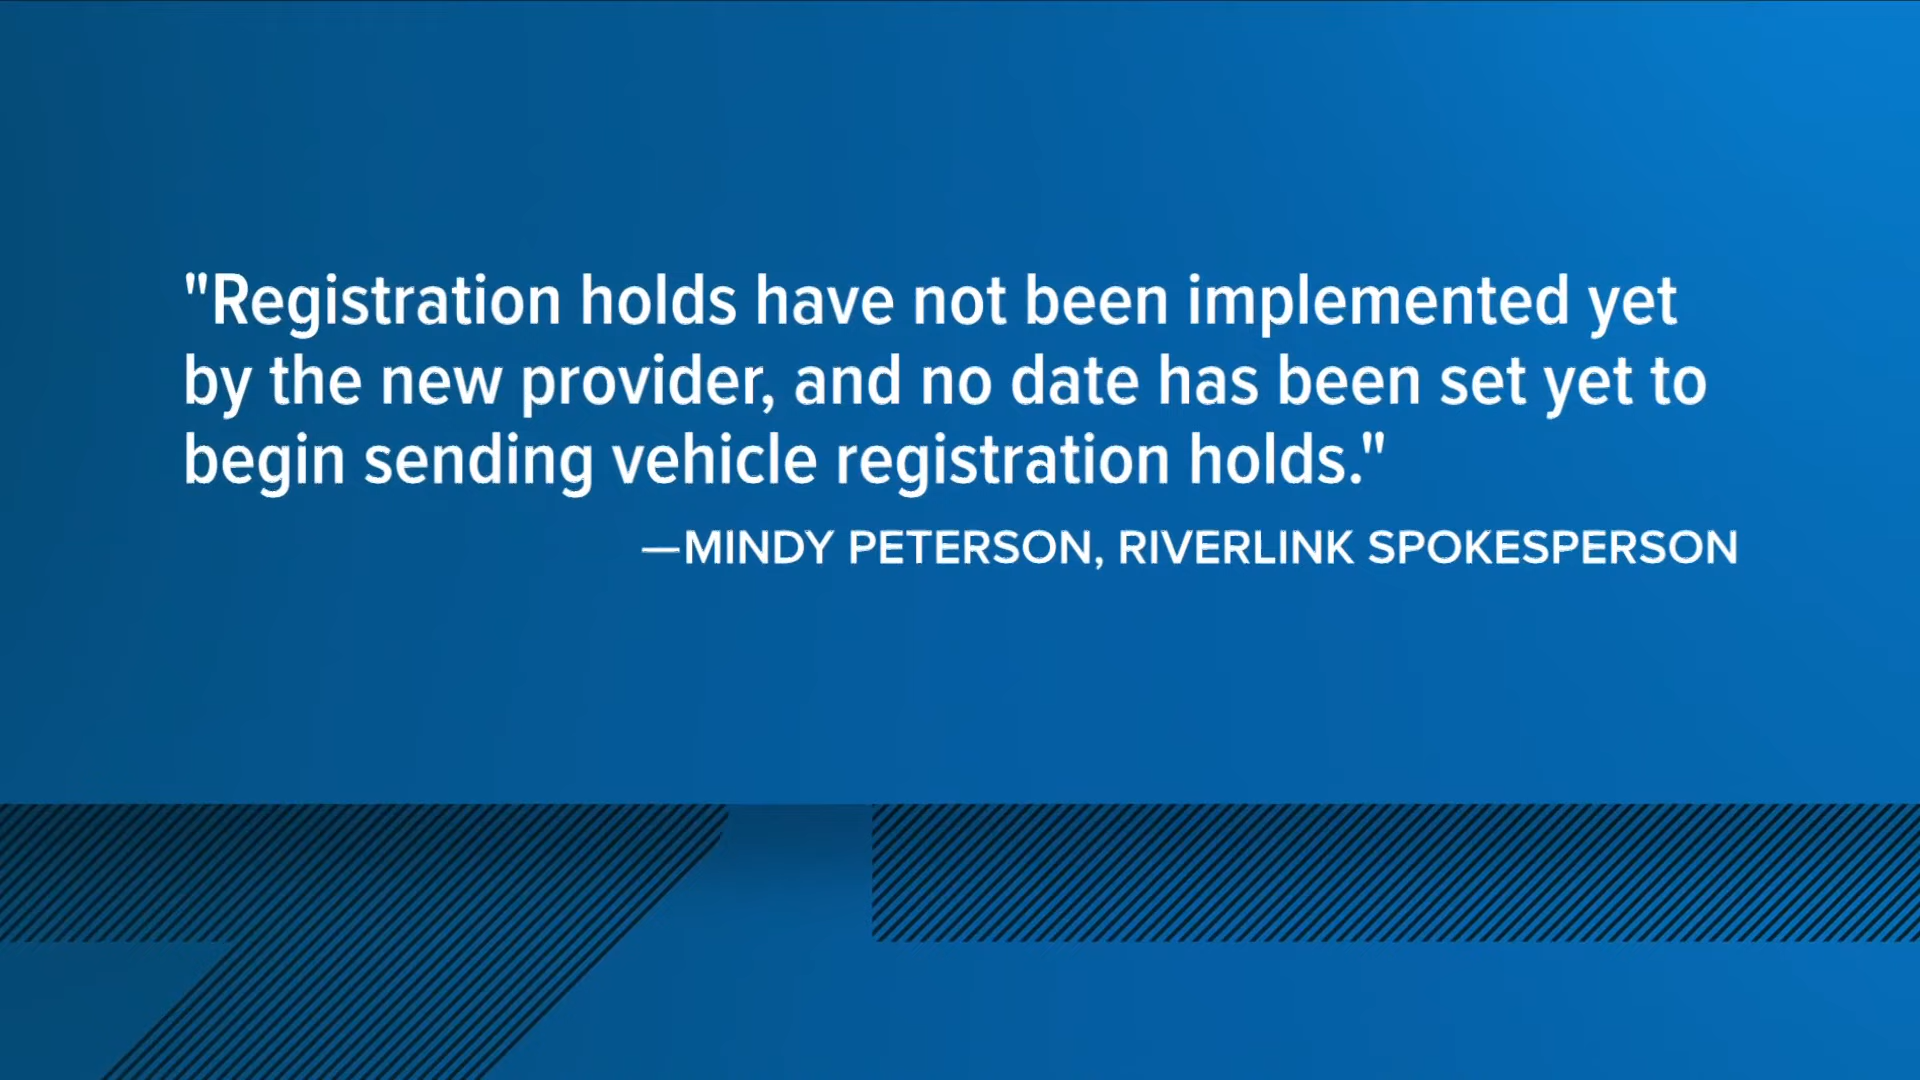 "Registration holds have not been implemented yet
by the new provider, and no date has been set yet to
begin sending vehicle registration holds."
—MINDY PETERSON, RIVERLINK SPOKESPERSON